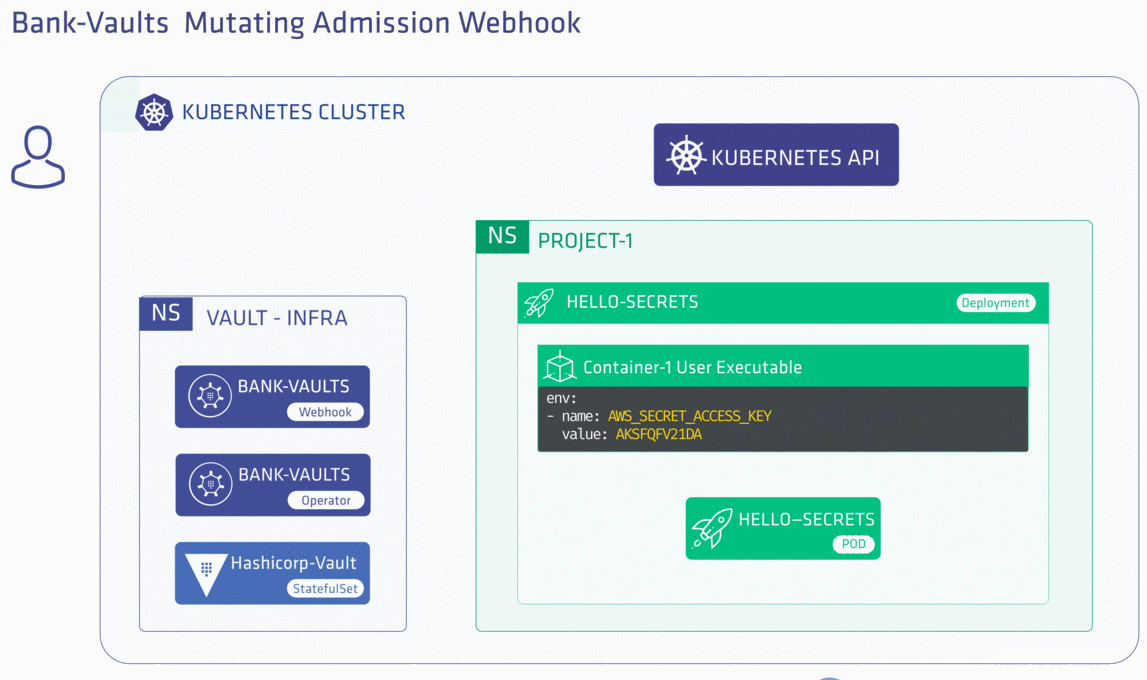 Bank-Vaults Mutating Admission Webhook
KUBERNETES CLUSTER
KUBERNETES API
NS
PROJECT-1
HELLO-SECRETS
Deployment
Container-1 User Executable
env:
- name: AWS_SECRET_ACCESS_KEY
value: AKSFQFV21DA
HELLO–SECRETS
POD
NS
VAULT - INFRA
BANK-VAULTS
Webhook
BANK-VAULTS
Operator
Hashicorp-Vault
StatefulSet